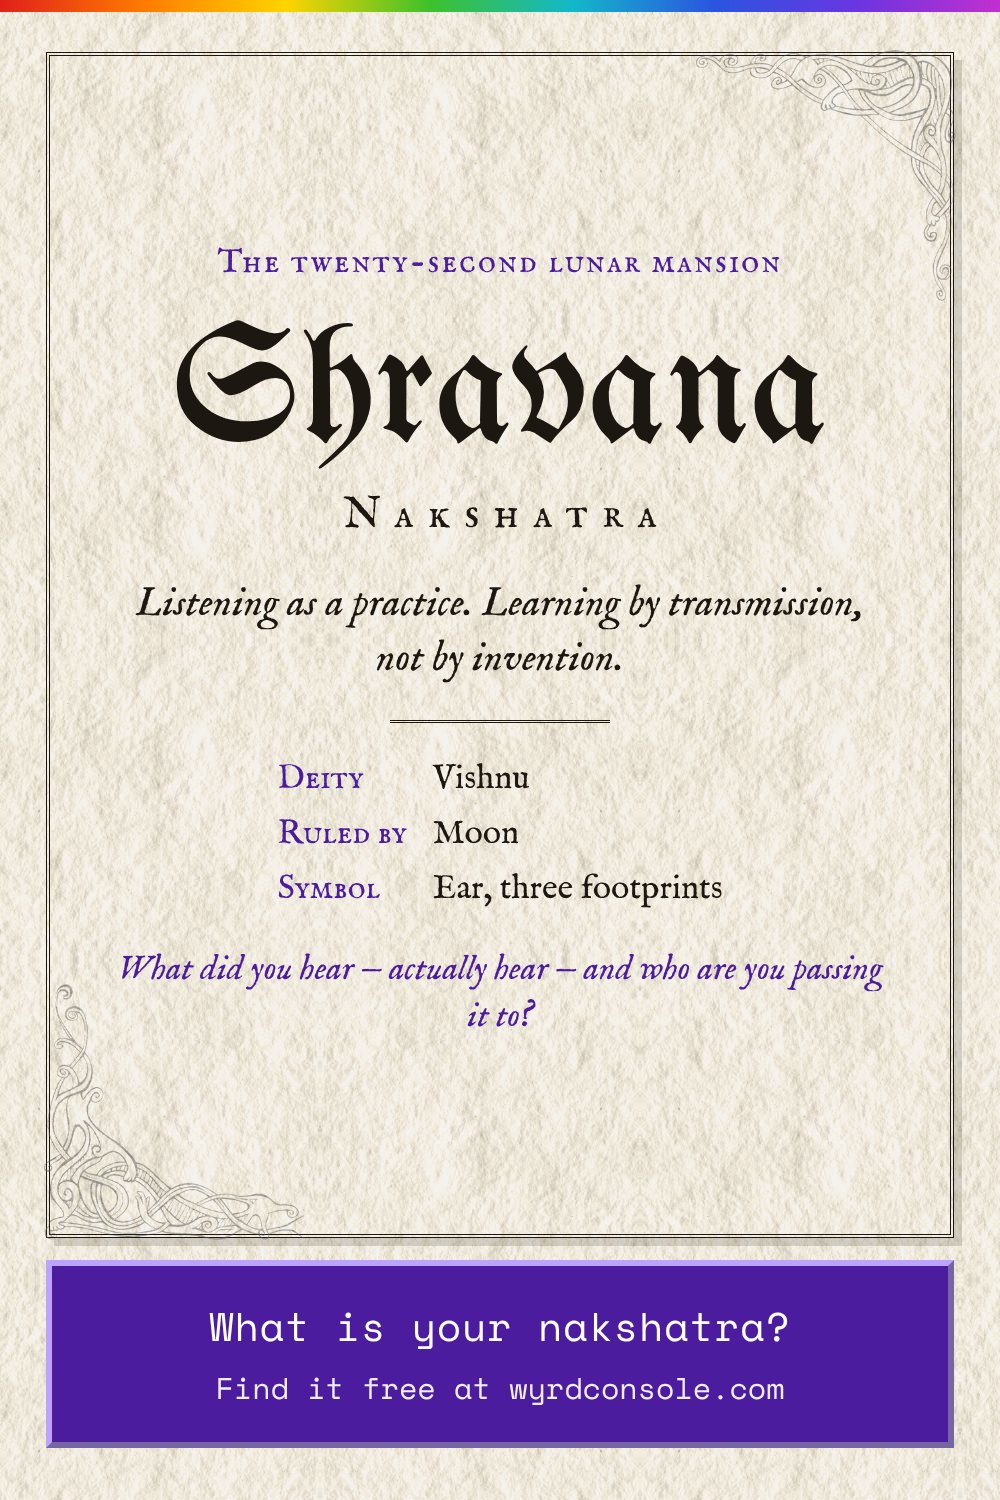 The twenty-second lunar mansion
Shravana
Nakshatra
Listening as a practice. Learning by transmission,
not by invention.
Deity Vishnu
Ruled by Moon
Symbol Ear, three footprints
What did you hear — actually hear — and who are you passing
it to?
What is your nakshatra?
Find it free at wyrdconsole.com